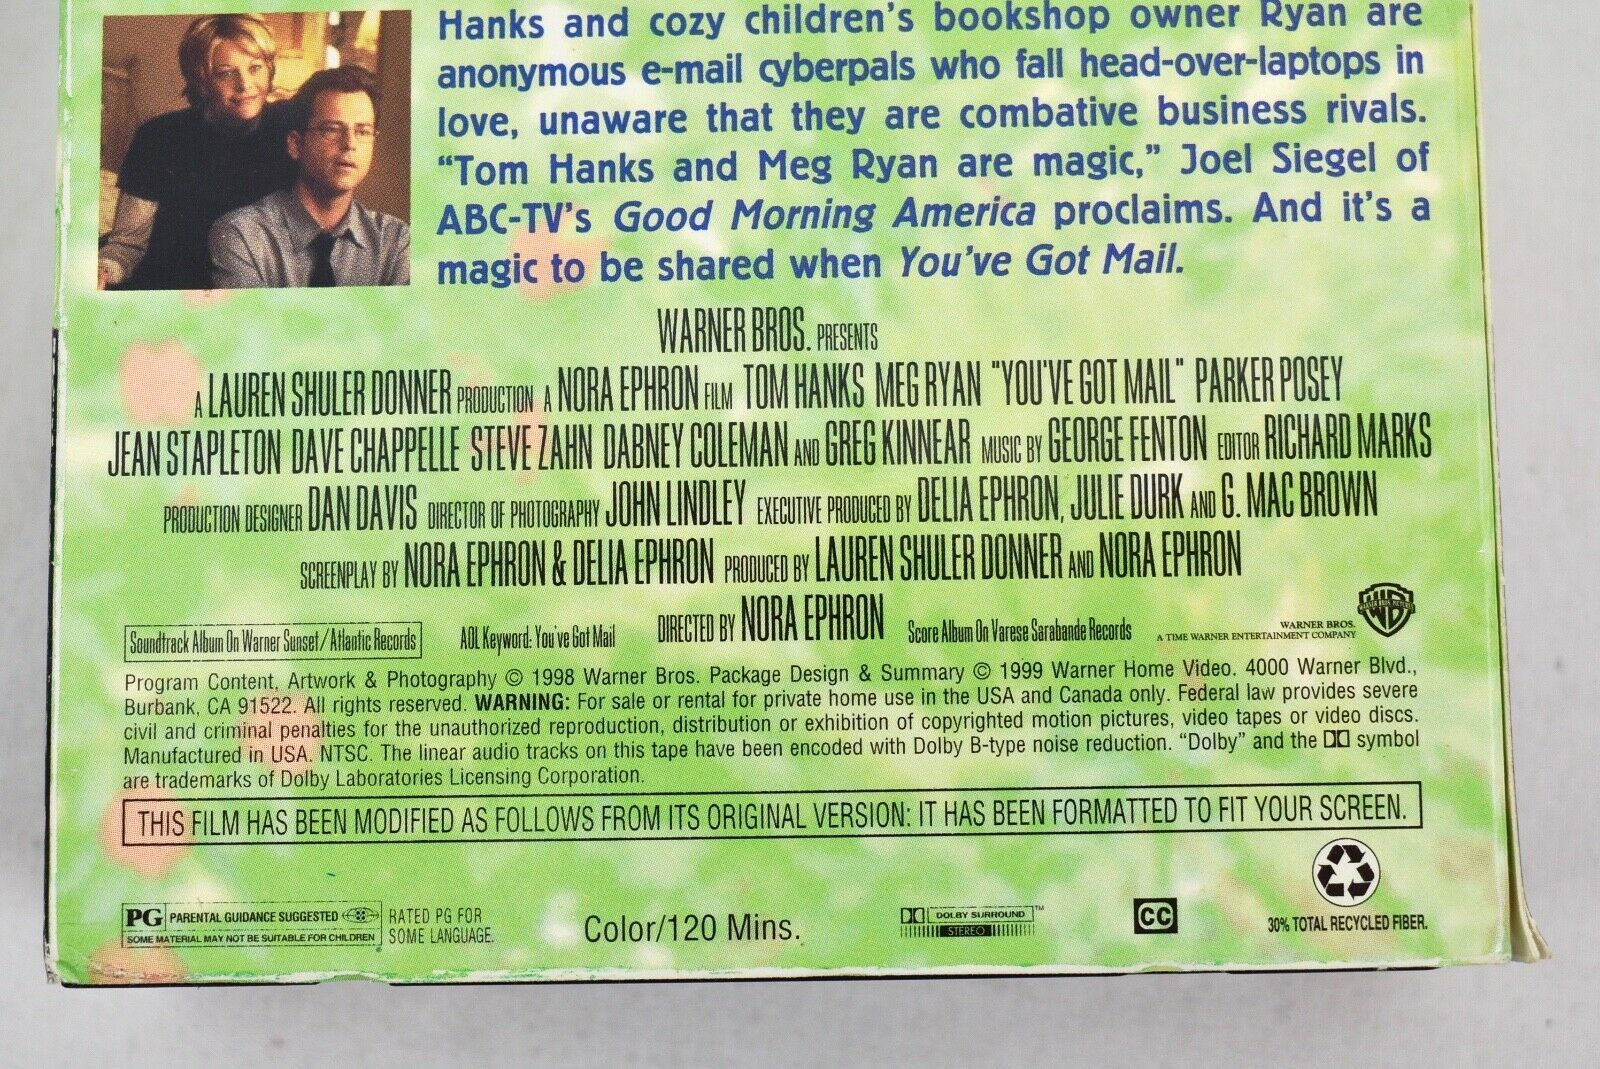 Hanks and cozy children's bookshop owner Ryan are
anonymous e-mail cyberpals who fall head-over-laptops in
love, unaware that they are combative business rivals.
“Tom Hanks and Meg Ryan are magic,” Joel Siegel of
ABC-TV's Good Morning America proclaims. And it's a
magic to be shared when You've Got Mail.
WARNER BROS. PRESENTS
A LAUREN SHULER DONNER PRODUCTION A NORA EPHRON FILM TOM HANKS MEG RYAN "YOU'VE GOT MAIL" PARKER POSEY
JEAN STAPLETON DAVE CHAPPELLE STEVE ZAHN DABNEY COLEMAN AND GREG KINNEAR MUSIC BY GEORGE FENTON EDITOR RICHARD MARKS
PRODUCTION DESIGNER DAN DAVIS DIRECTOR OF PHOTOGRAPHY JOHN LINDLEY EXECUTIVE PRODUCED BY DELIA EPHRON, JULIE DURK AND G. MAC BROWN
SCREENPLAY BY NORA EPHRON & DELIA EPHRON PRODUCED BY LAUREN SHULER DONNER AND NORA EPHRON
DIRECTED BY NORA EPHRON
Soundtrack Album On Warner Sunset/Atlantic Records
AOL Keyword: You've Got Mail
Score Album On Varese Sarabande Records
WARNER BROS.
A TIME WARNER ENTERTAINMENT COMPANY
WARNER BROS. PICTURES
Program Content, Artwork & Photography © 1998 Warner Bros. Package Design & Summary © 1999 Warner Home Video. 4000 Warner Blvd.,
Burbank, CA 91522. All rights reserved. WARNING: For sale or rental for private home use in the USA and Canada only. Federal law provides severe
civil and criminal penalties for the unauthorized reproduction, distribution or exhibition of copyrighted motion pictures, video tapes or video discs.
Manufactured in USA. NTSC. The linear audio tracks on this tape have been encoded with Dolby B-type noise reduction. “Dolby” and the DD symbol
are trademarks of Dolby Laboratories Licensing Corporation.
THIS FILM HAS BEEN MODIFIED AS FOLLOWS FROM ITS ORIGINAL VERSION: IT HAS BEEN FORMATTED TO FIT YOUR SCREEN.
PG PARENTAL GUIDANCE SUGGESTED
SOME MATERIAL MAY NOT BE SUITABLE FOR CHILDREN
RATED PG FOR
SOME LANGUAGE.
Color/120 Mins.
DOLBY SURROUND™
STEREO
CC
30% TOTAL RECYCLED FIBER.